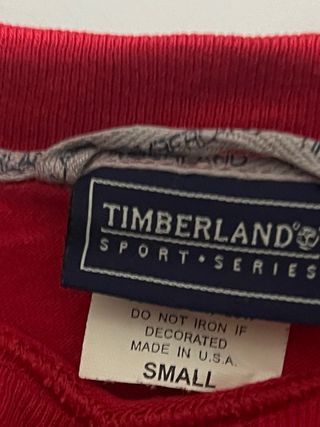 TIMBERLAND®
SPORT • SERIES
DO NOT IRON IF
DECORATED
MADE IN U.S.A.
SMALL